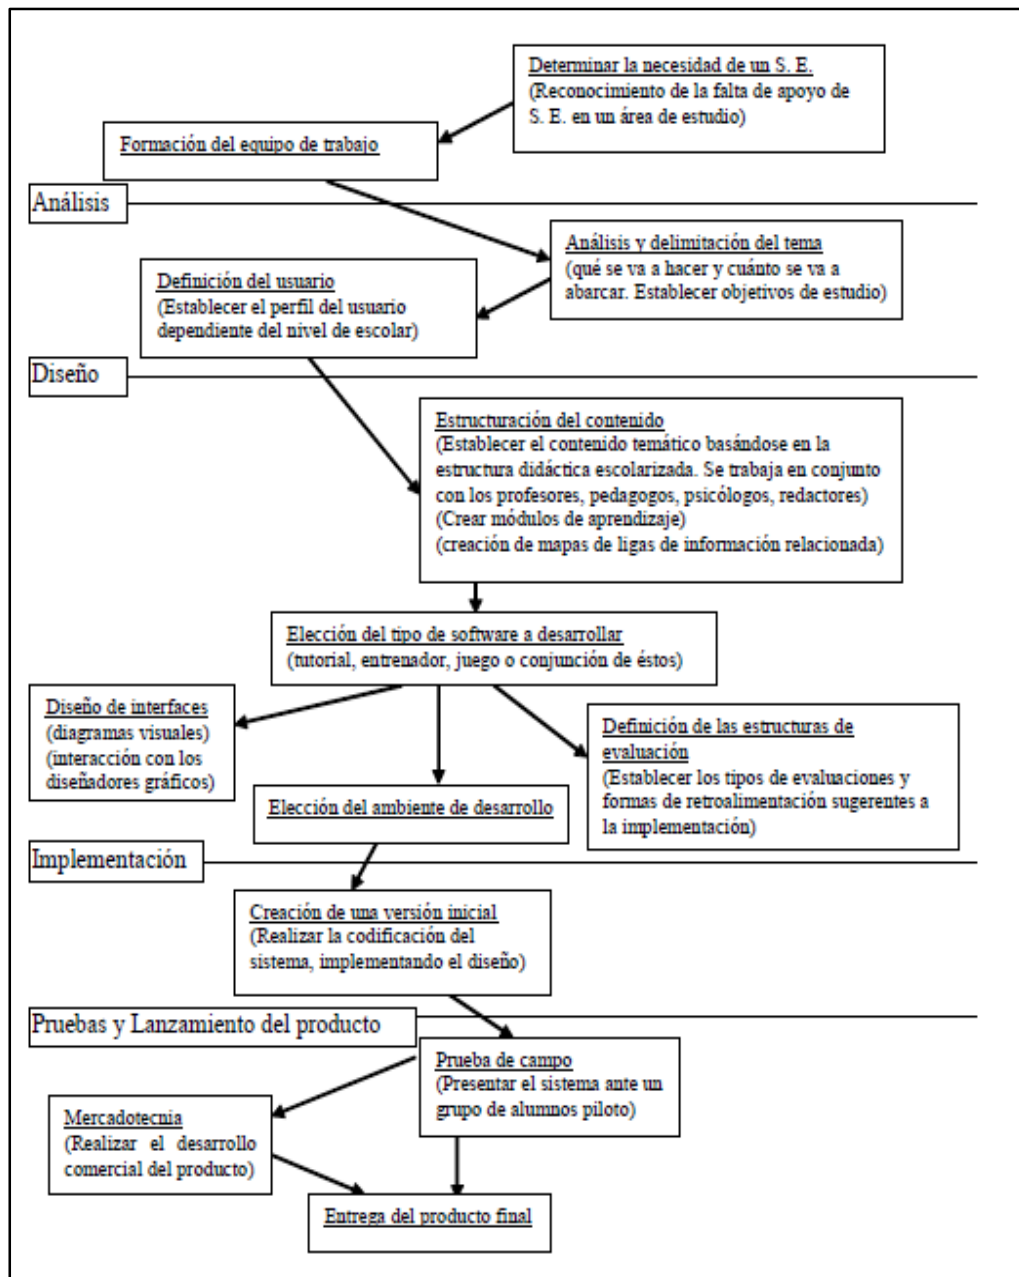 Determinar la necesidad de un S. E.
(Reconocimiento de la falta de apoyo de
S. E. en un área de estudio)
Formación del equipo de trabajo
Análisis
Análisis y delimitación del tema
(qué se va a hacer y cuánto se va a
abarcar. Establecer objetivos de estudio)
Definición del usuario
(Establecer el perfil del usuario
dependiente del nivel de escolar)
Diseño
Estructuración del contenido
(Establecer el contenido temático basándose en la
estructura didáctica escolarizada. Se trabaja en conjunto
con los profesores, pedagogos, psicólogos, redactores)
(Crear módulos de aprendizaje)
(creación de mapas de ligas de información relacionada)
Elección del tipo de software a desarrollar
(tutorial, entrenador, juego o conjunción de éstos)
Diseño de interfaces
(diagramas visuales)
(interacción con los
diseñadores gráficos)
Elección del ambiente de desarrollo
Definición de las estructuras de
evaluación
(Establecer los tipos de evaluaciones y
formas de retroalimentación sugerentes a
la implementación)
Implementación
Creación de una versión inicial
(Realizar la codificación del
sistema, implementando el diseño)
Pruebas y Lanzamiento del producto
Prueba de campo
(Presentar el sistema ante un
grupo de alumnos piloto)
Mercadotecnia
(Realizar el desarrollo
comercial del producto)
Entrega del producto final